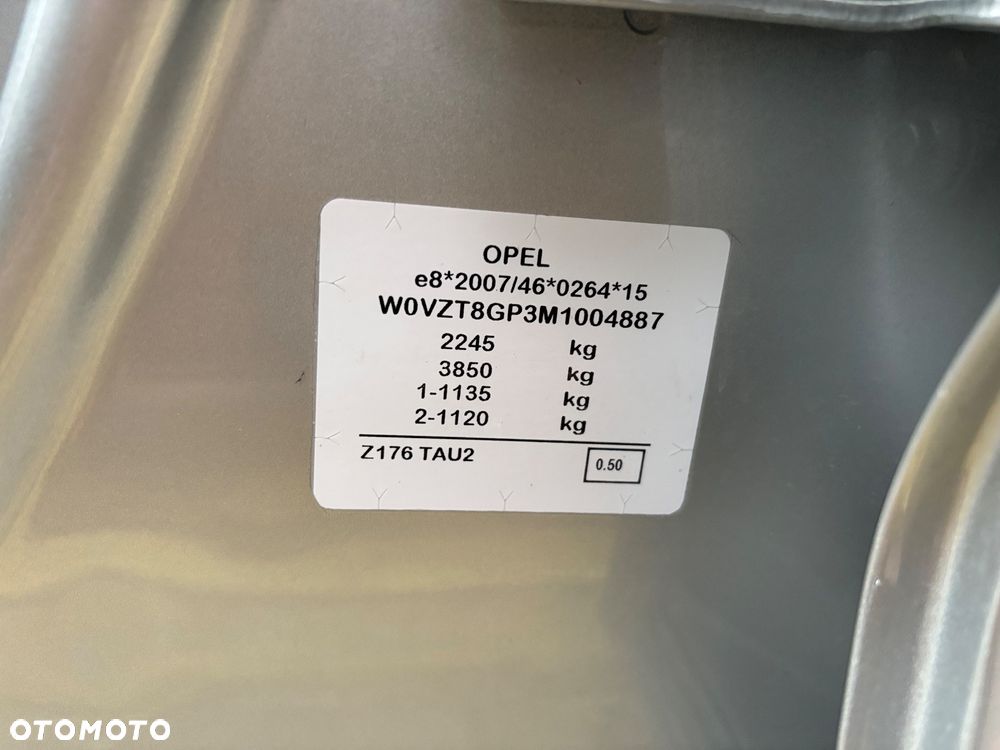 OPEL
e8*2007/46*0264*15
W0VZT8GP3M1004887
2245 kg
3850 kg
1-1135 kg
2-1120 kg
Z176 TAU2 0.50
OTOMOTO